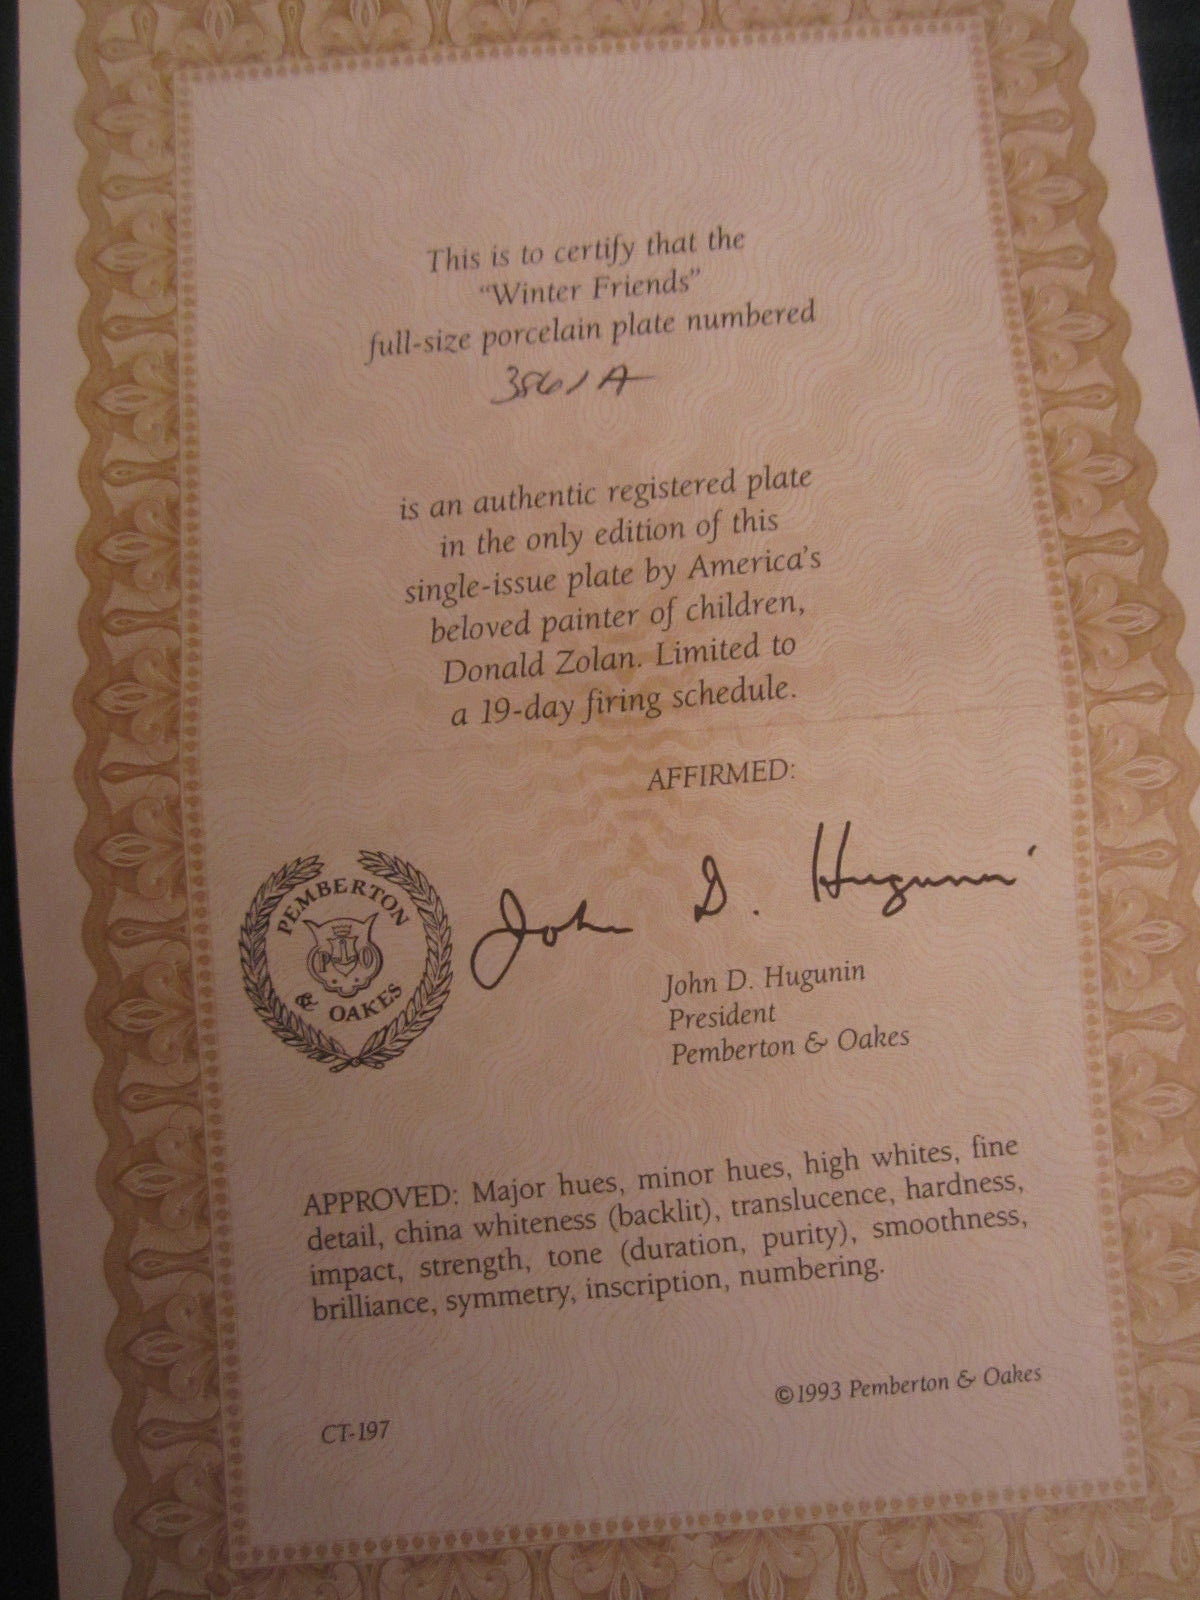 This is to certify that the
“Winter Friends”
full-size porcelain plate numbered
3861A
is an authentic registered plate
in the only edition of this
single-issue plate by America's
beloved painter of children,
Donald Zolan. Limited to
a 19-day firing schedule.
AFFIRMED:
PEMBERTON
P O
& OAKES
John D. Hugunin
John D. Hugunin
President
Pemberton & Oakes
APPROVED: Major hues, minor hues, high whites, fine
detail, china whiteness (backlit), translucence, hardness,
impact, strength, tone (duration, purity), smoothness,
brilliance, symmetry, inscription, numbering.
©1993 Pemberton & Oakes
CT-197